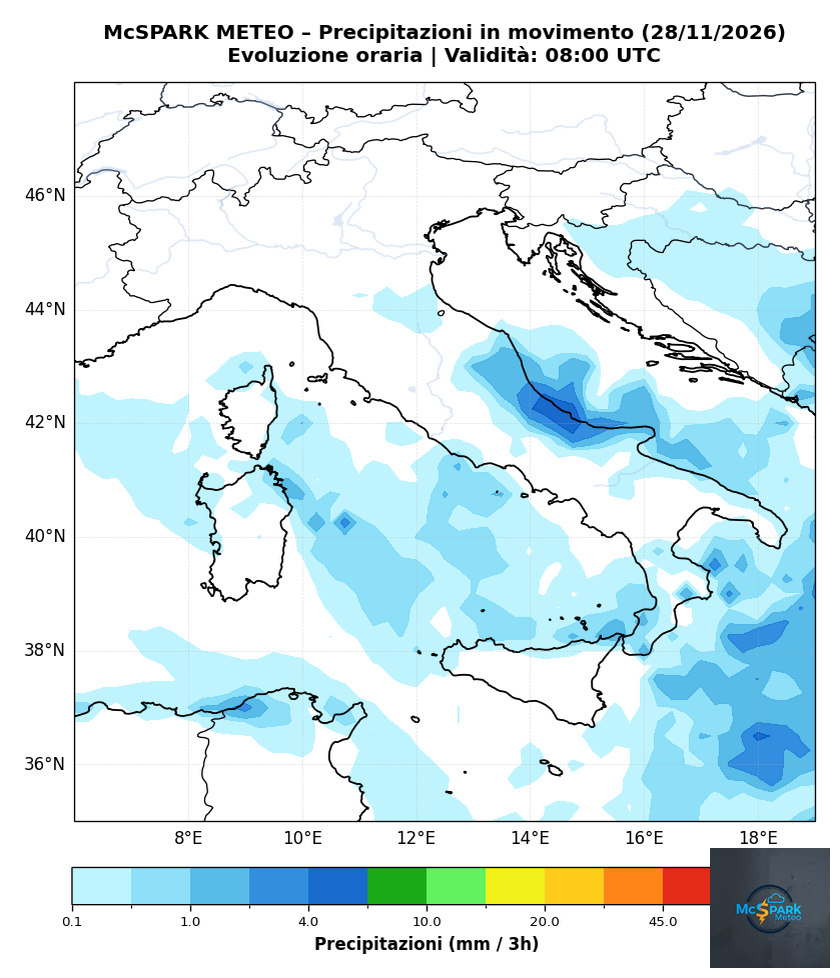 McSPARK METEO – Precipitazioni in movimento (28/11/2026)
Evoluzione oraria | Validità: 08:00 UTC
46°N
44°N
42°N
40°N
38°N
36°N
8°E 10°E 12°E 14°E 16°E 18°E
0.1 1.0 4.0 10.0 20.0 45.0
Precipitazioni (mm / 3h)
McSPARK
Meteo